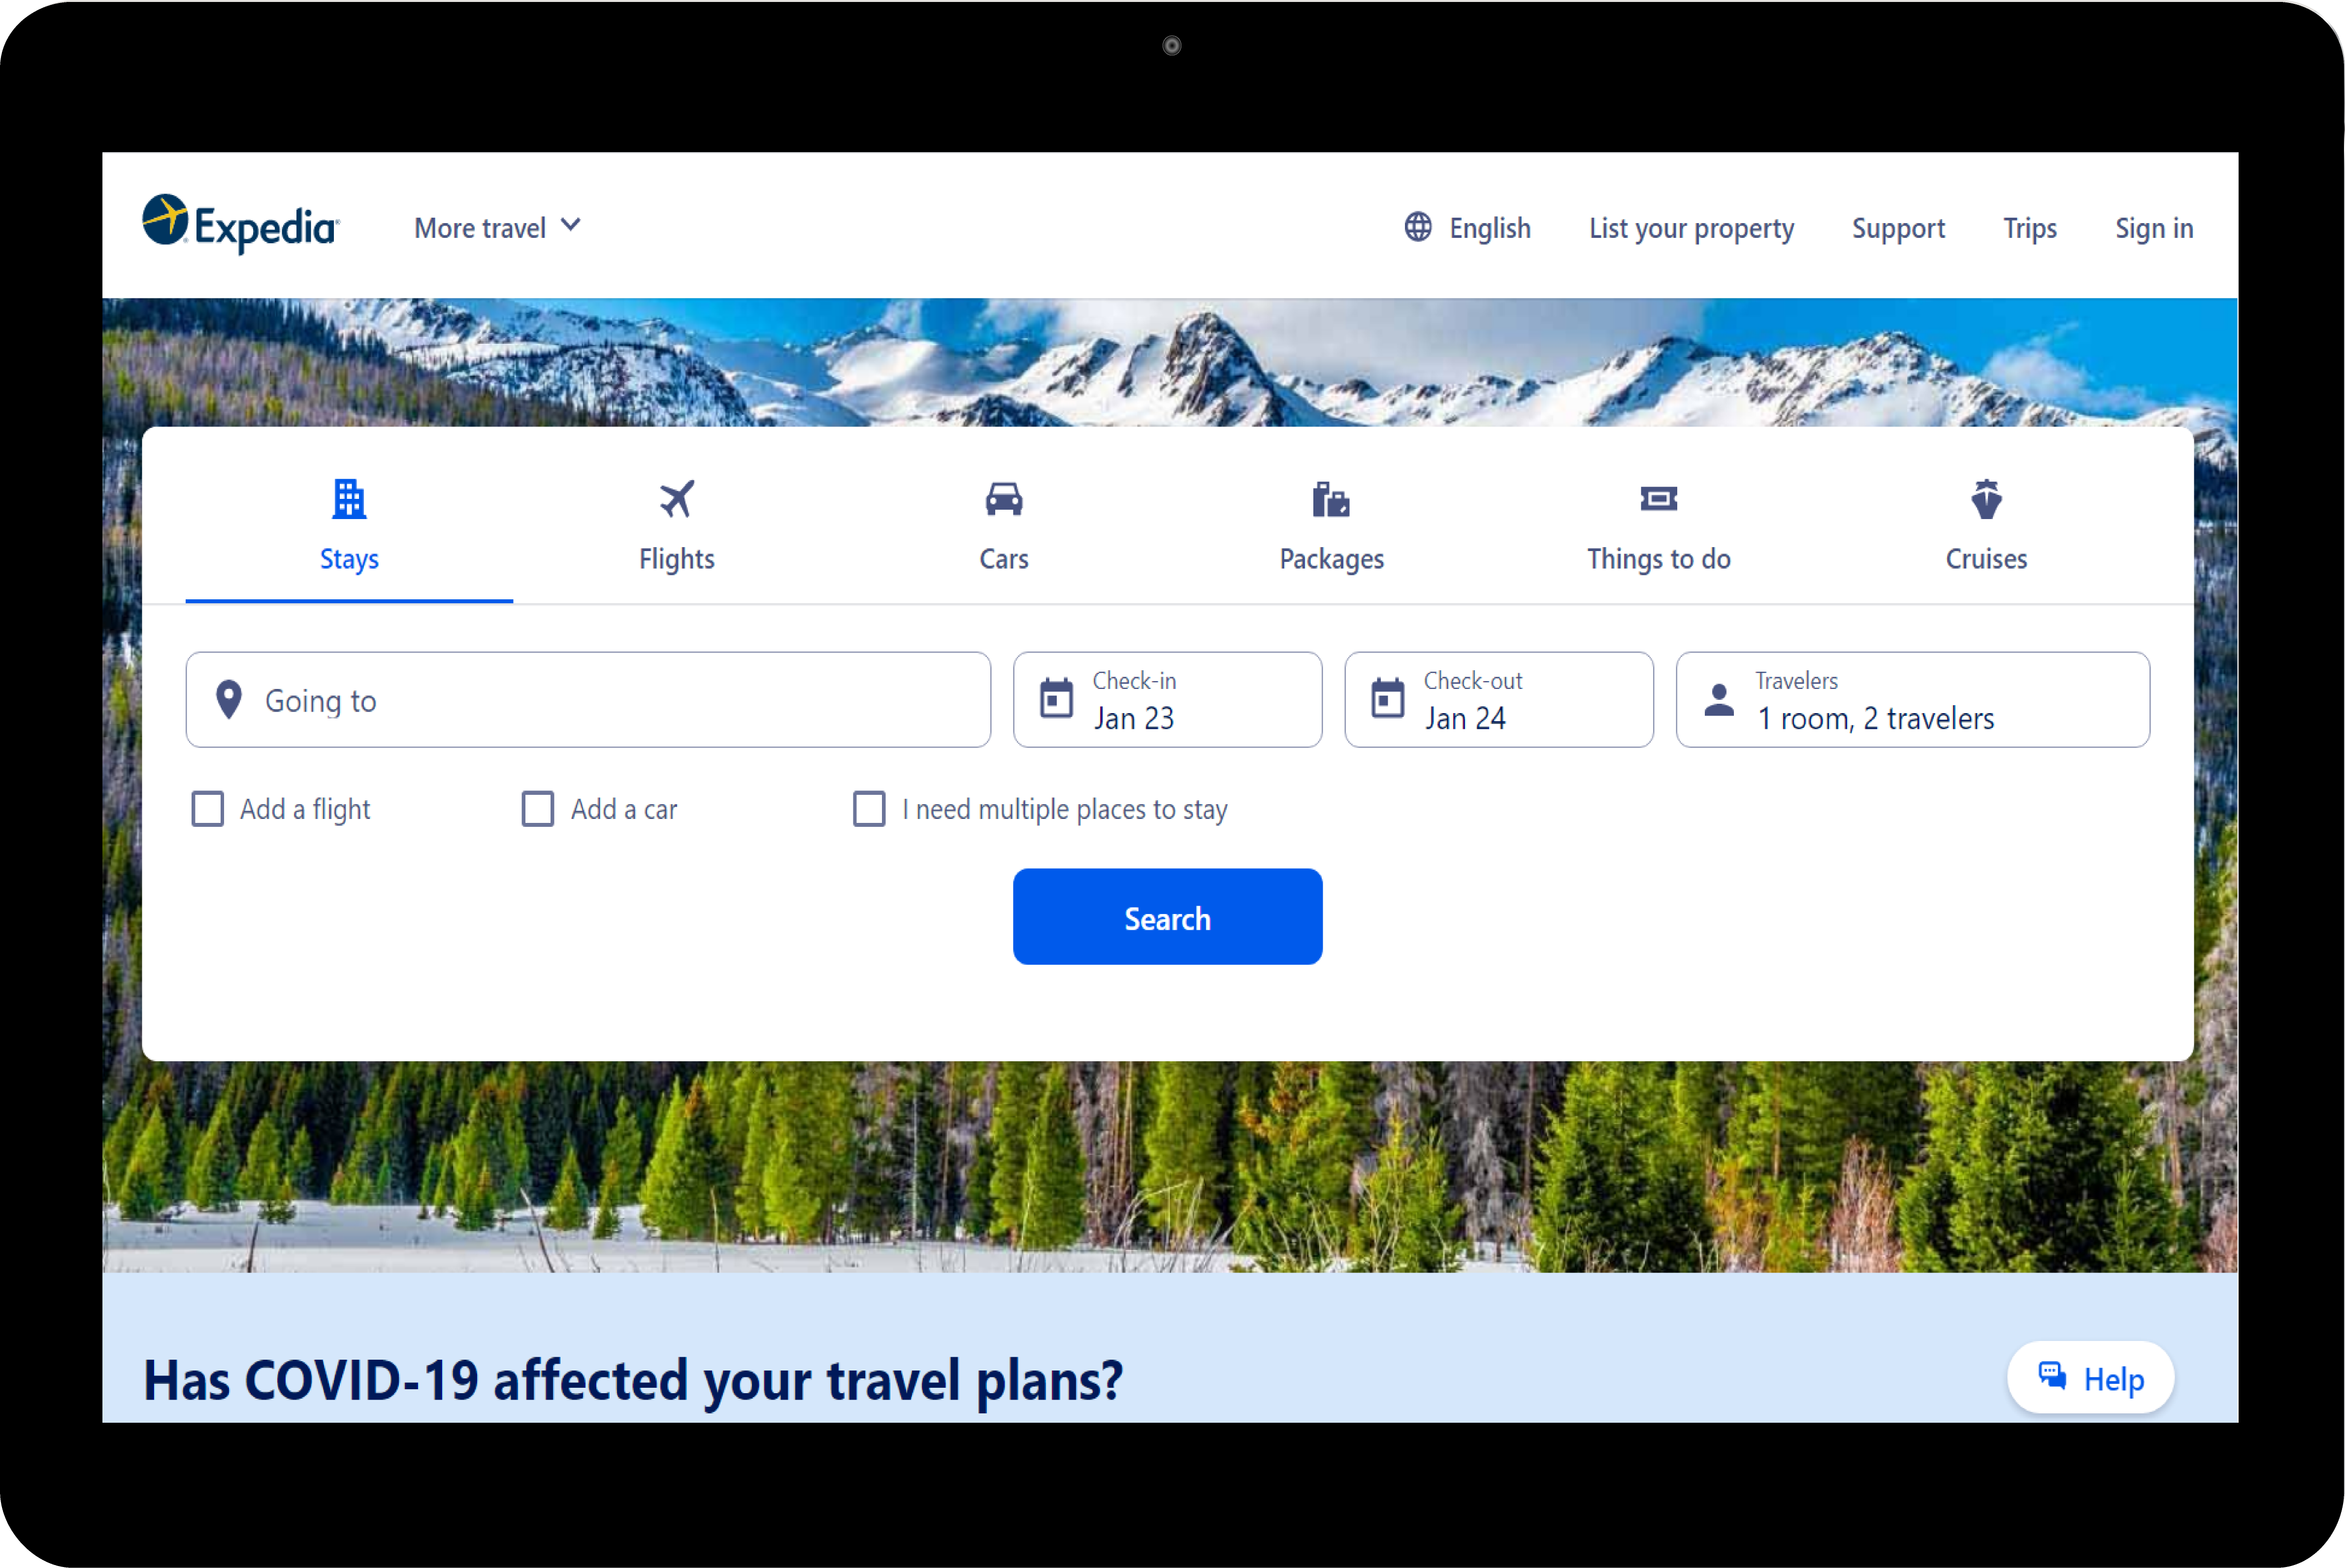 Expedia
More travel
English
List your property
Support
Trips
Sign in
Stays
Flights
Cars
Packages
Things to do
Cruises
Going to
Check-in
Jan 23
Check-out
Jan 24
Travelers
1 room, 2 travelers
Add a flight
Add a car
I need multiple places to stay
Search
Has COVID-19 affected your travel plans?
Help